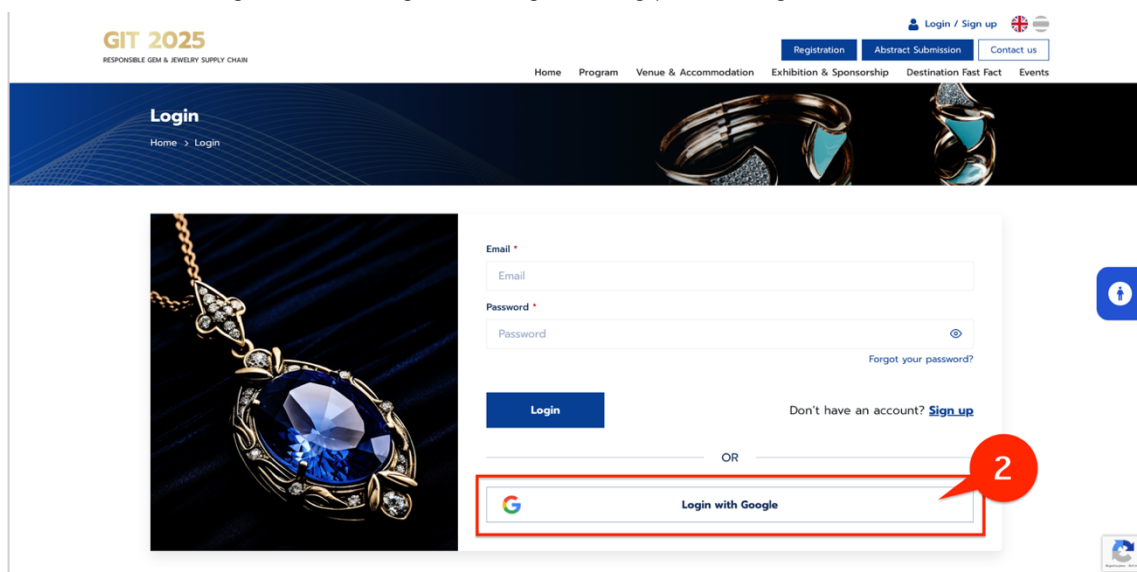 Login / Sign up
GIT 2025
RESPONSIBLE GEM & JEWELRY SUPPLY CHAIN
Registration
Abstract Submission
Contact us
Home Program Venue & Accommodation Exhibition & Sponsorship Destination Fast Fact Events
Login
Home > Login
Email *
Email
Password *
Password
Forgot your password?
Login
Don't have an account? Sign up
OR
2
Login with Google